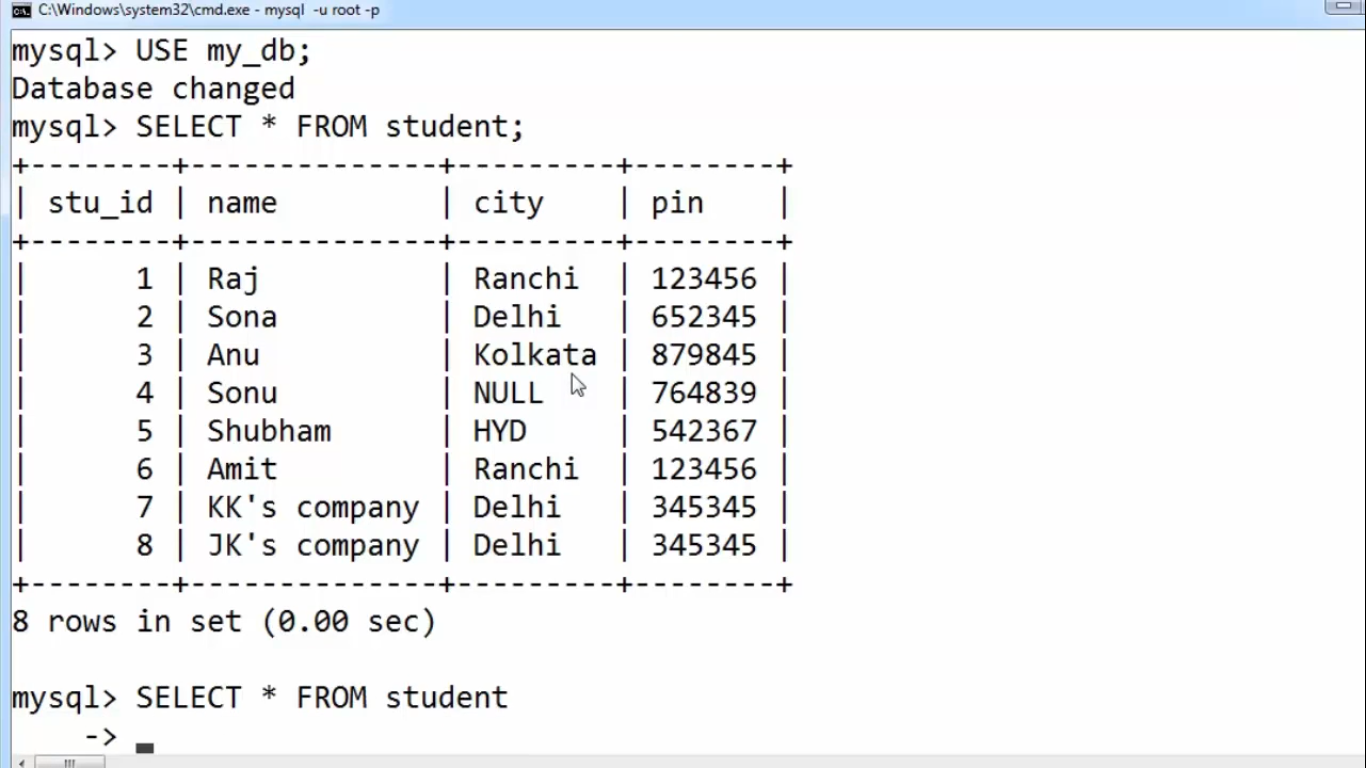 C:\Windows\system32\cmd.exe - mysql  -u root -p
mysql> USE my_db;
Database changed
mysql> SELECT * FROM student;
+--------+--------------+---------+--------+
| stu_id | name         | city    | pin    |
+--------+--------------+---------+--------+
|      1 | Raj          | Ranchi  | 123456 |
|      2 | Sona         | Delhi   | 652345 |
|      3 | Anu          | Kolkata | 879845 |
|      4 | Sonu         | NULL    | 764839 |
|      5 | Shubham      | HYD     | 542367 |
|      6 | Amit         | Ranchi  | 123456 |
|      7 | KK's company | Delhi   | 345345 |
|      8 | JK's company | Delhi   | 345345 |
+--------+--------------+---------+--------+
8 rows in set (0.00 sec)
mysql> SELECT * FROM student
    ->